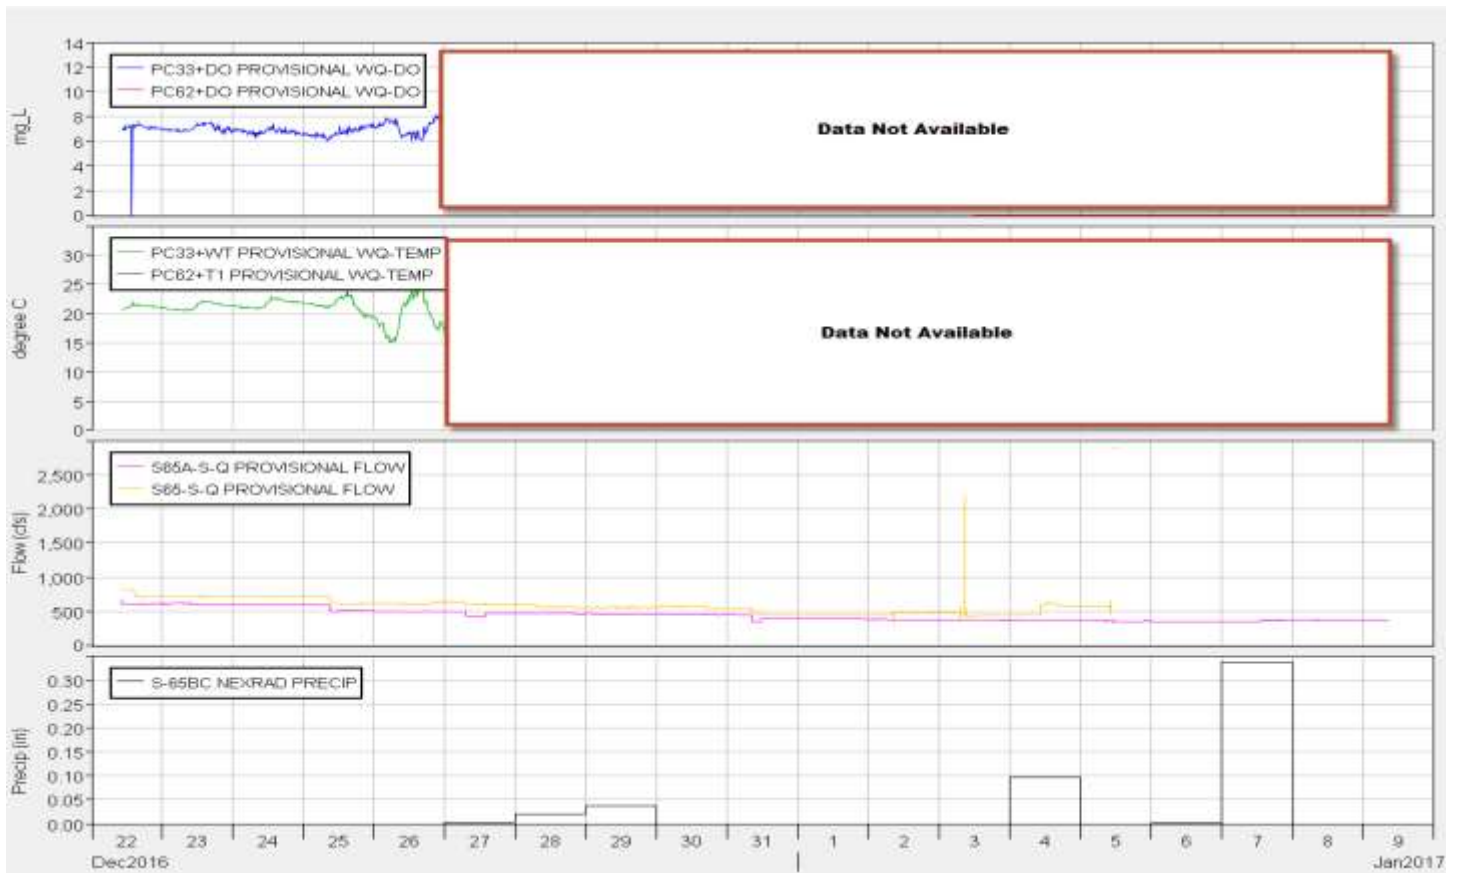 14
12
10
8
6
4
2
0
mg_L
PC33+DO PROVISIONAL WQ-DO
PC62+DO PROVISIONAL WQ-DO
Data Not Available
30
25
20
15
10
5
0
degree C
PC33+WT PROVISIONAL WQ-TEMP
PC62+T1 PROVISIONAL WQ-TEMP
Data Not Available
2,500
2,000
1,500
1,000
500
0
Flow (cfs)
S65A-S-Q PROVISIONAL FLOW
S65-S-Q PROVISIONAL FLOW
0.30
0.25
0.20
0.15
0.10
0.05
0.00
Precip (in)
S-65BC NEXRAD PRECIP
22 23 24 25 26 27 28 29 30 31 1 2 3 4 5 6 7 8 9
Dec2016 Jan2017